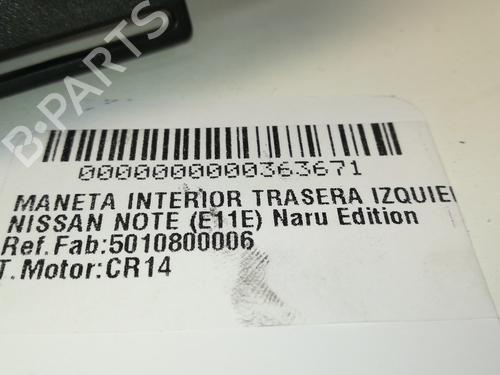 B-PARTS
0000000000363671
MANETA INTERIOR TRASERA IZQUIE
NISSAN NOTE (E11E) Naru Edition
Ref.Fab:5010800006
T.Motor:CR14